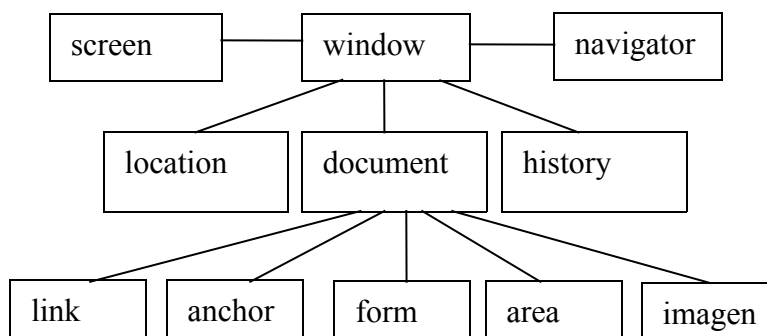 screen window navigator
location document history
link anchor form area imagen